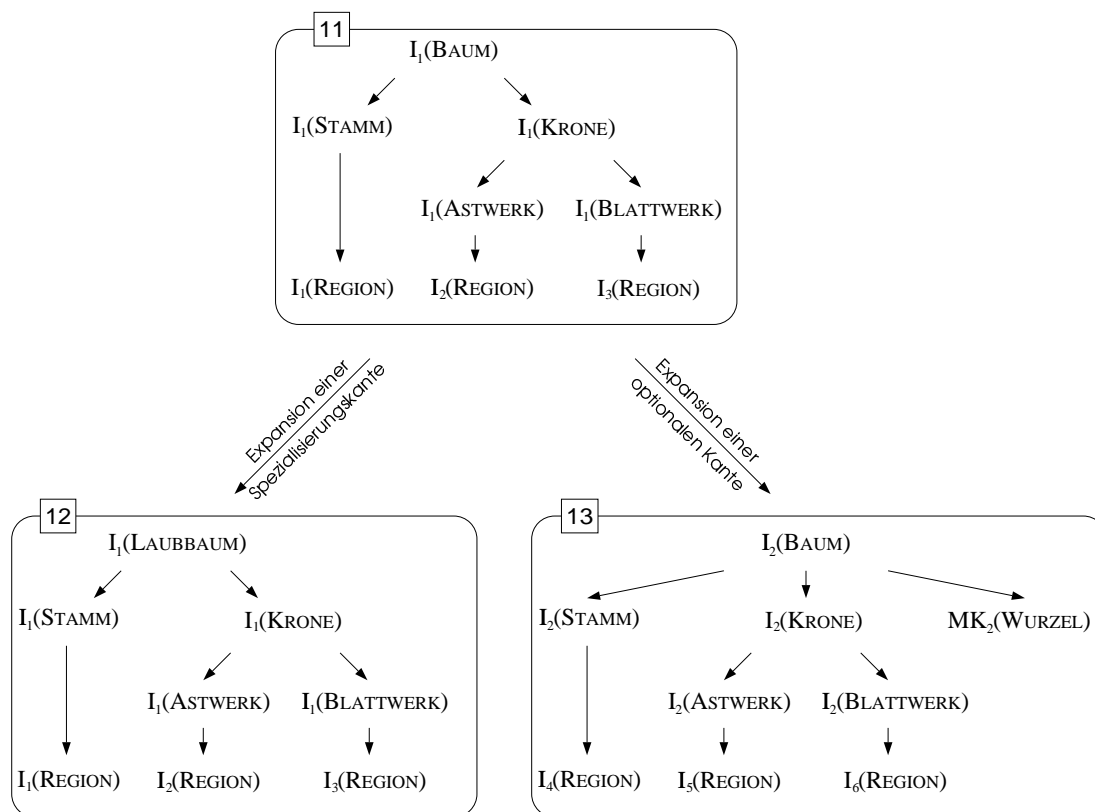 11
I₁(BAUM)
I₁(STAMM) I₁(KRONE)
I₁(ASTWERK) I₁(BLATTWERK)
I₁(REGION) I₂(REGION) I₃(REGION)
Expansion einer
Spezialisierungskante
Expansion einer
optionalen Kante
12
I₁(LAUBBAUM)
I₁(STAMM) I₁(KRONE)
I₁(ASTWERK) I₁(BLATTWERK)
I₁(REGION) I₂(REGION) I₃(REGION)
13
I₂(BAUM)
I₂(STAMM) I₂(KRONE) MK₂(WURZEL)
I₂(ASTWERK) I₂(BLATTWERK)
I₄(REGION) I₅(REGION) I₆(REGION)